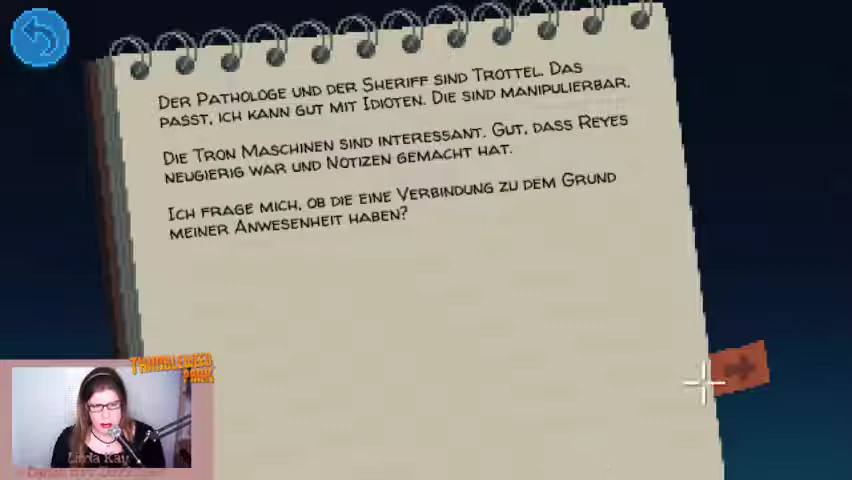 Der Pathologe und der Sheriff sind Trottel. Das
passt, ich kann gut mit Idioten. Die sind manipulierbar.
Die Tron Maschinen sind interessant. Gut, dass Reyes
neugierig war und Notizen gemacht hat.
Ich frage mich, ob die eine Verbindung zu dem Grund
meiner Anwesenheit haben?
Thimbleweed
Park